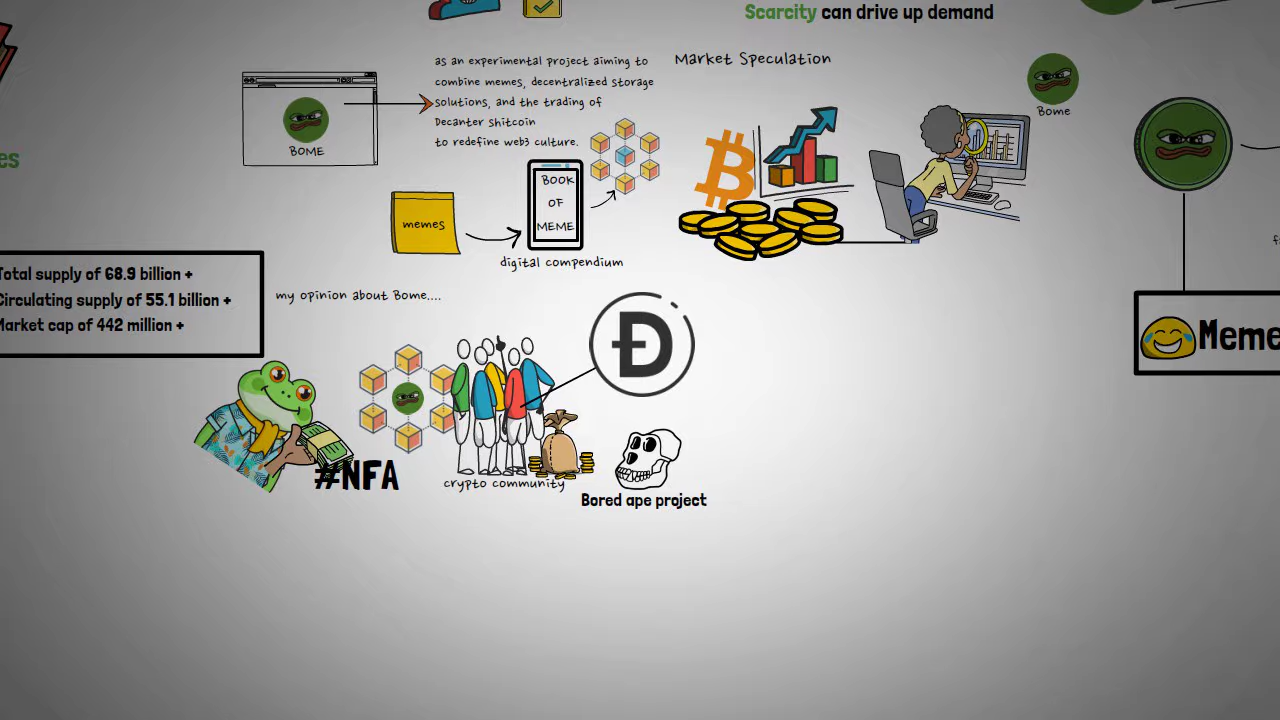 Scarcity can drive up demand
as an experimental project aiming to
combine memes, decentralized storage
solutions, and the trading of
Decanter Shitcoin
to redefine web3 culture.
BOME
memes
BOOK
OF
MEME
digital compendium
Market Speculation
Bome
es
Total supply of 68.9 billion +
Circulating supply of 55.1 billion +
Market cap of 442 million +
my opinion about Bome....
#NFA
crypto community
Bored ape project
Meme